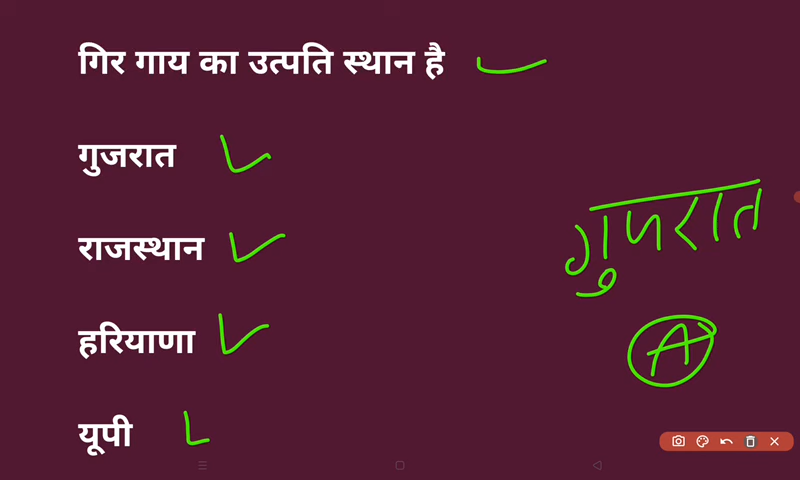 गिर गाय का उत्पति स्थान है
गुजरात
राजस्थान
हरियाणा
यूपी
गुजरात
A